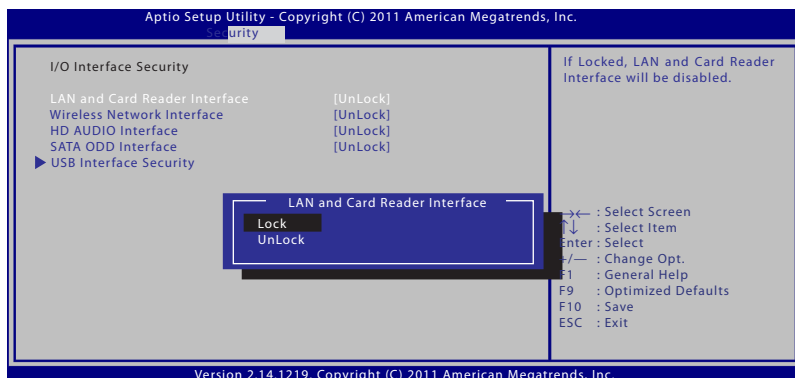 Aptio Setup Utility - Copyright (C) 2011 American Megatrends, Inc.
Security
I/O Interface Security
LAN and Card Reader Interface [UnLock]
Wireless Network Interface [UnLock]
HD AUDIO Interface [UnLock]
SATA ODD Interface [UnLock]
USB Interface Security
If Locked, LAN and Card Reader
Interface will be disabled.
LAN and Card Reader Interface
Lock
UnLock
→← : Select Screen
↑↓ : Select Item
Enter : Select
+/— : Change Opt.
F1 : General Help
F9 : Optimized Defaults
F10 : Save
ESC : Exit
Version 2.14.1219. Copyright (C) 2011 American Megatrends, Inc.